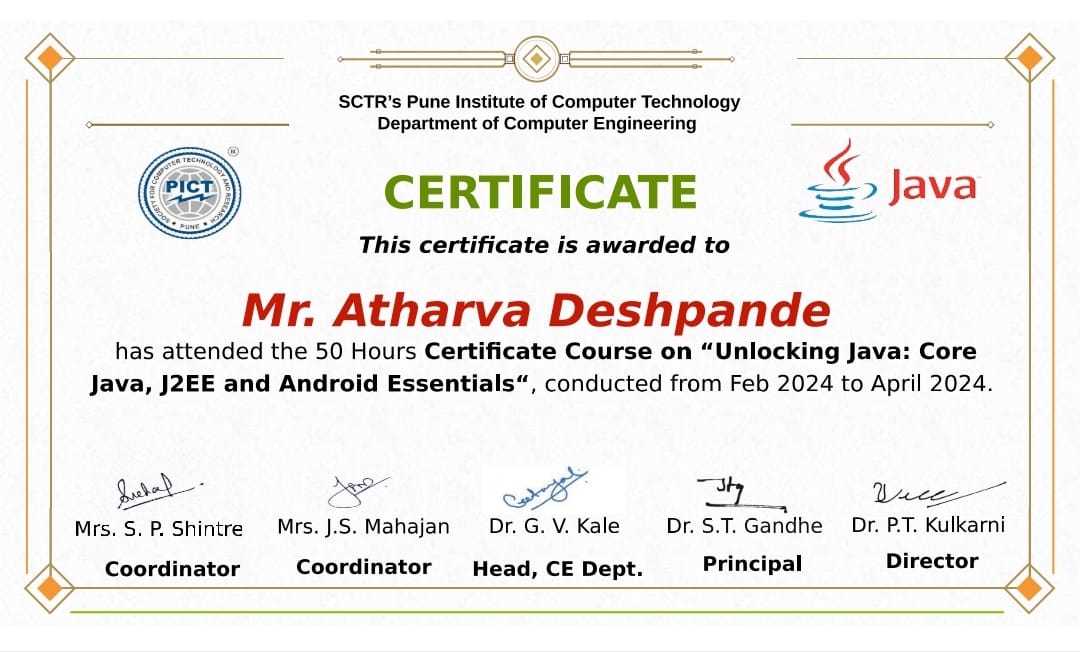 SCTR's Pune Institute of Computer Technology
Department of Computer Engineering
®
SOCIETY FOR COMPUTER TECHNOLOGY AND RESEARCH
PICT
★ PUNE ★
Java
CERTIFICATE
This certificate is awarded to
Mr. Atharva Deshpande
has attended the 50 Hours Certificate Course on “Unlocking Java: Core
Java, J2EE and Android Essentials“, conducted from Feb 2024 to April 2024.
Mrs. S. P. Shintre
Mrs. J.S. Mahajan
Dr. G. V. Kale
Dr. S.T. Gandhe
Dr. P.T. Kulkarni
Coordinator
Coordinator
Head, CE Dept.
Principal
Director